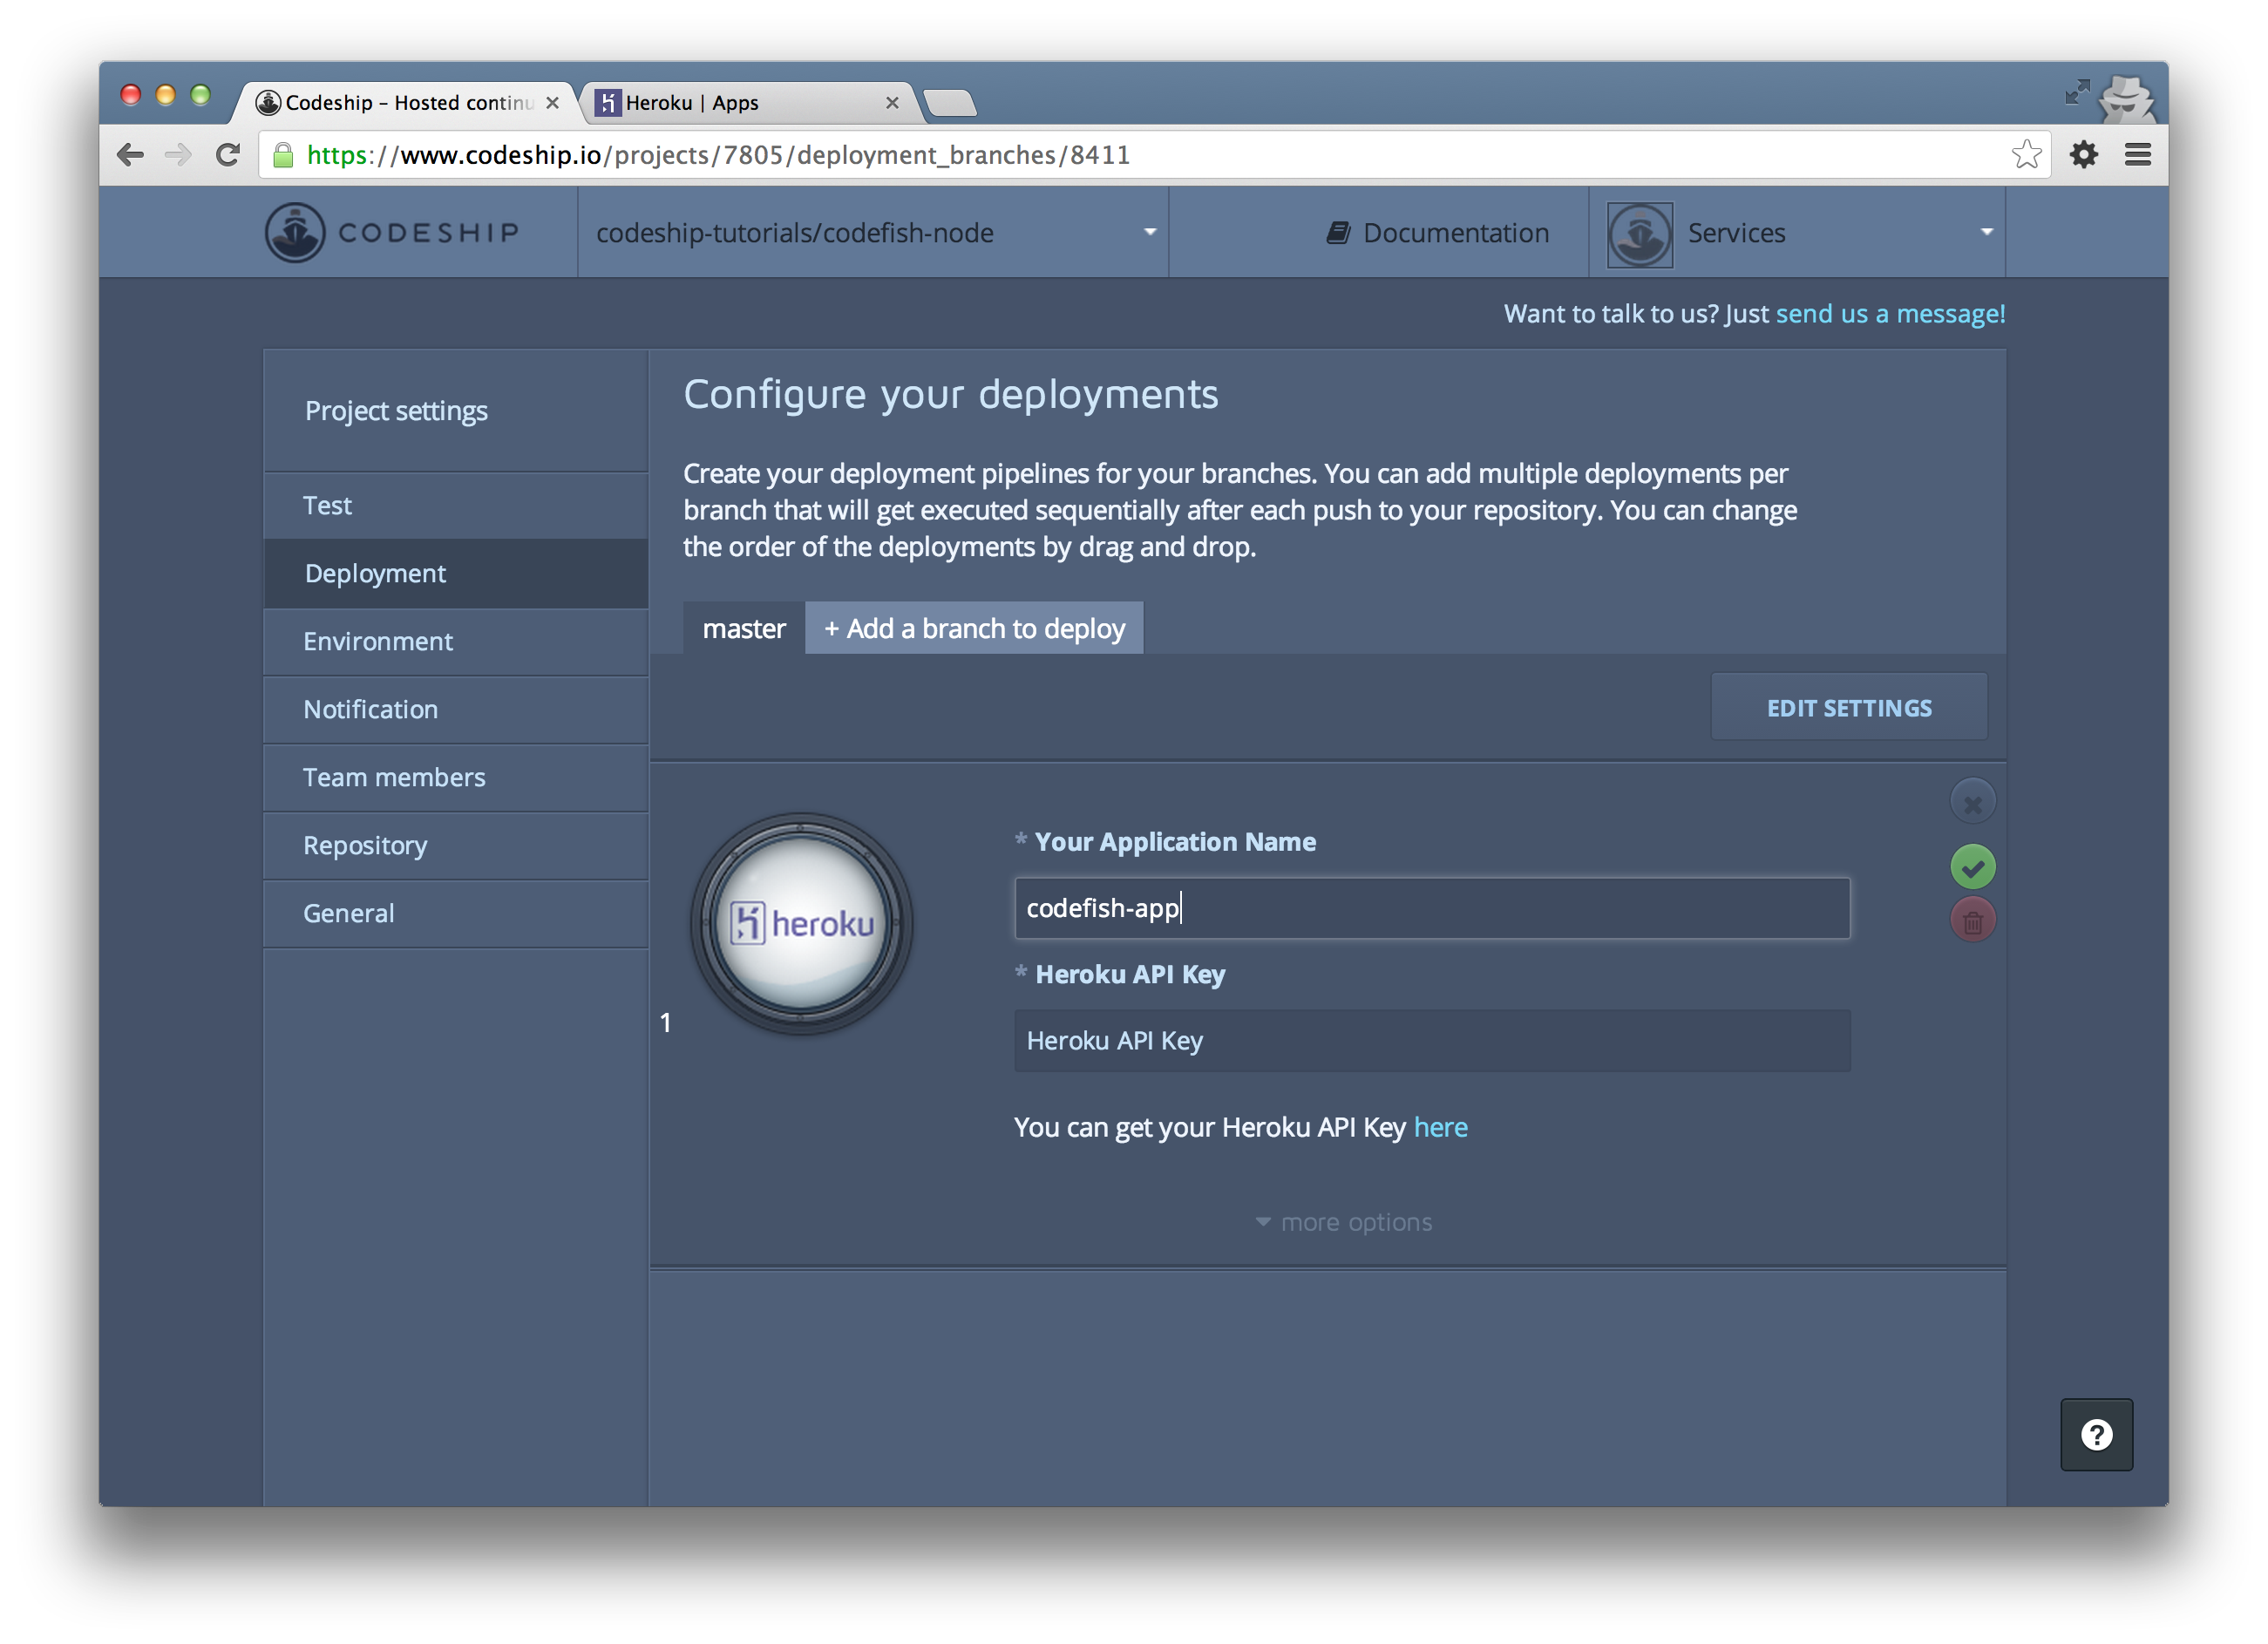 Codeship – Hosted continu
Heroku | Apps
https://www.codeship.io/projects/7805/deployment_branches/8411
CODESHIP
codeship-tutorials/codefish-node
Documentation
Services
Want to talk to us? Just send us a message!
Project settings
Test
Deployment
Environment
Notification
Team members
Repository
General
Configure your deployments
Create your deployment pipelines for your branches. You can add multiple deployments per
branch that will get executed sequentially after each push to your repository. You can change
the order of the deployments by drag and drop.
master
+ Add a branch to deploy
EDIT SETTINGS
1
heroku
* Your Application Name
codefish-app
* Heroku API Key
Heroku API Key
You can get your Heroku API Key here
more options
?